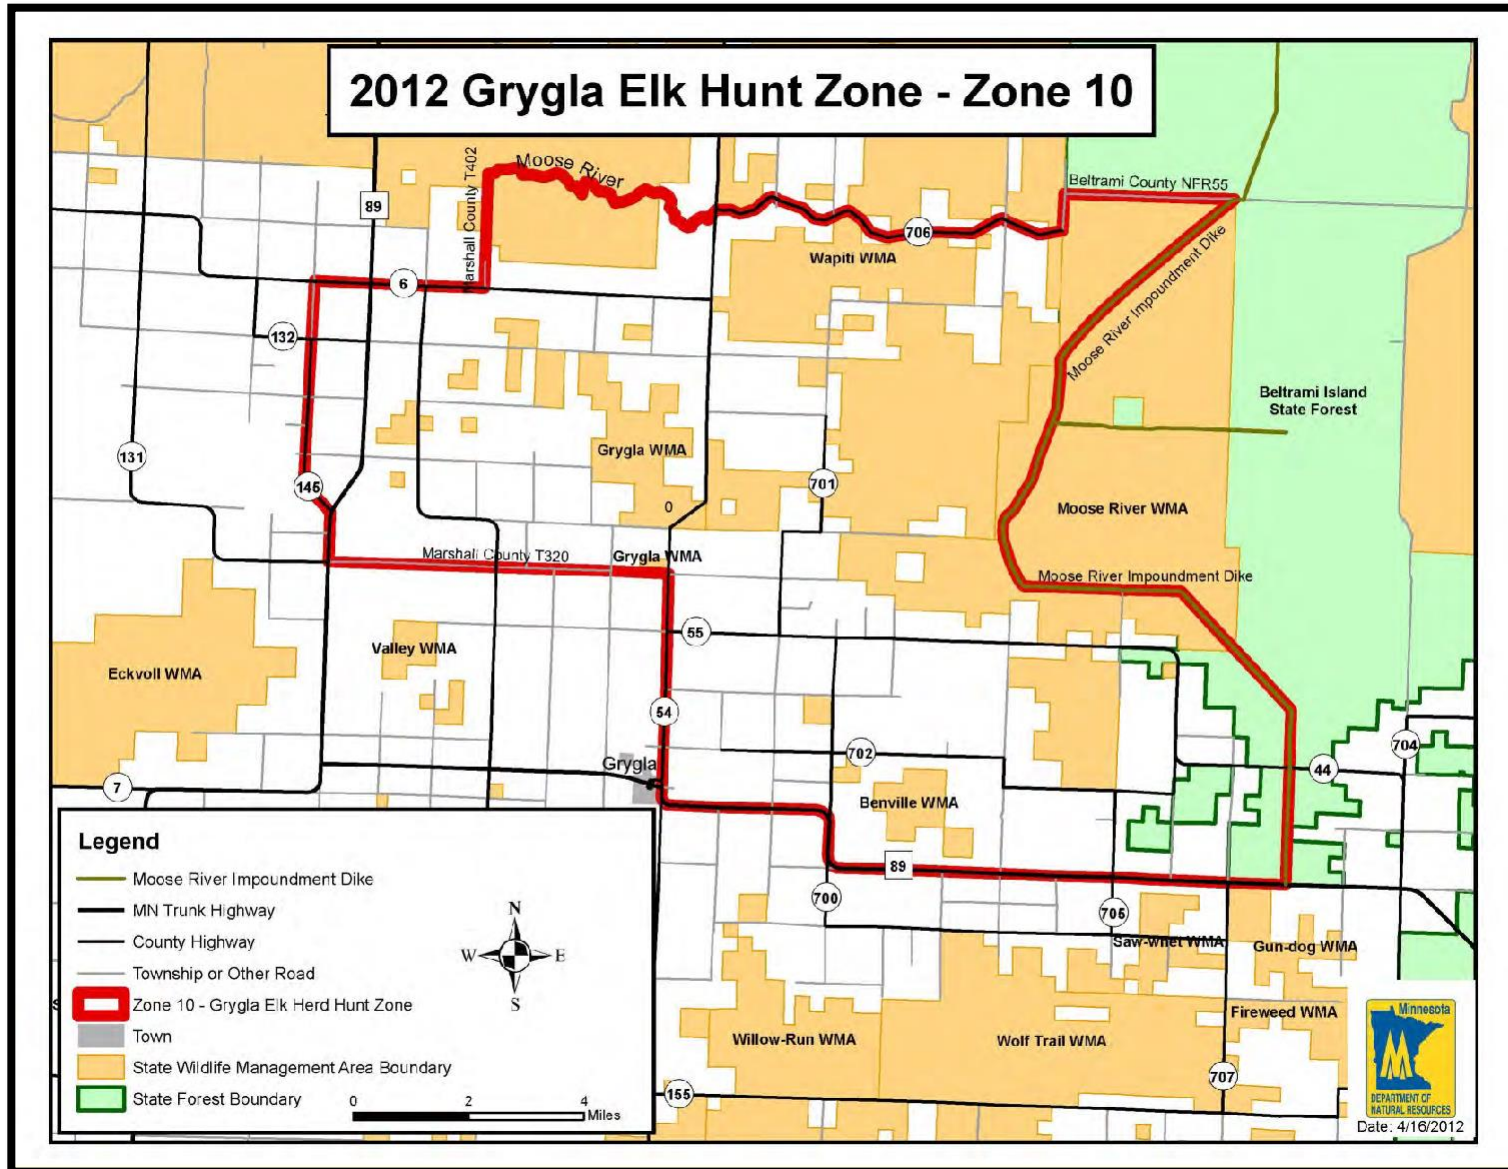 2012 Grygla Elk Hunt Zone - Zone 10
Marshall County T402
Moose River
Beltrami County NFR55
89
706
Wapiti WMA
6
Moose River Impoundment Dike
132
Beltrami Island
State Forest
131
Grygla WMA
145
701
0
Moose River WMA
Marshall County T320
Grygla WMA
Moose River Impoundment Dike
55
Valley WMA
Eckvoll WMA
54
702
704
Grygla
44
7
Benville WMA
89
700
705
Saw-whet WMA
Gun-dog WMA
Fireweed WMA
Willow-Run WMA
Wolf Trail WMA
707
155
Legend
Moose River Impoundment Dike
MN Trunk Highway
County Highway
Township or Other Road
Zone 10 - Grygla Elk Herd Hunt Zone
Town
State Wildlife Management Area Boundary
State Forest Boundary
N
W E
S
0 2 4
Miles
Minnesota
DEPARTMENT OF
NATURAL RESOURCES
Date: 4/16/2012